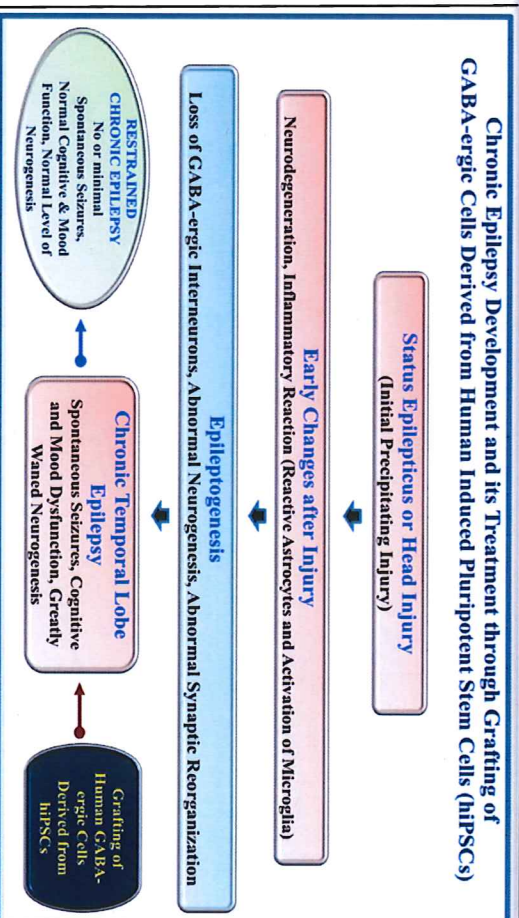 Chronic Epilepsy Development and its Treatment through Grafting of
GABA-ergic Cells Derived from Human Induced Pluripotent Stem Cells (hiPSCs)
Status Epilepticus or Head Injury
(Initial Precipitating Injury)
Early Changes after Injury
Neurodegeneration, Inflammatory Reaction (Reactive Astrocytes and Activation of Microglia)
Epileptogenesis
Loss of GABA-ergic Interneurons, Abnormal Neurogenesis, Abnormal Synaptic Reorganization
RESTRAINED
CHRONIC EPILEPSY
No or minimal
Spontaneous Seizures,
Normal Cognitive & Mood
Function, Normal Level of
Neurogenesis
Chronic Temporal Lobe
Epilepsy
Spontaneous Seizures, Cognitive
and Mood Dysfunction, Greatly
Waned Neurogenesis
Grafting of
Human GABA-
ergic Cells
Derived from
hiPSCs